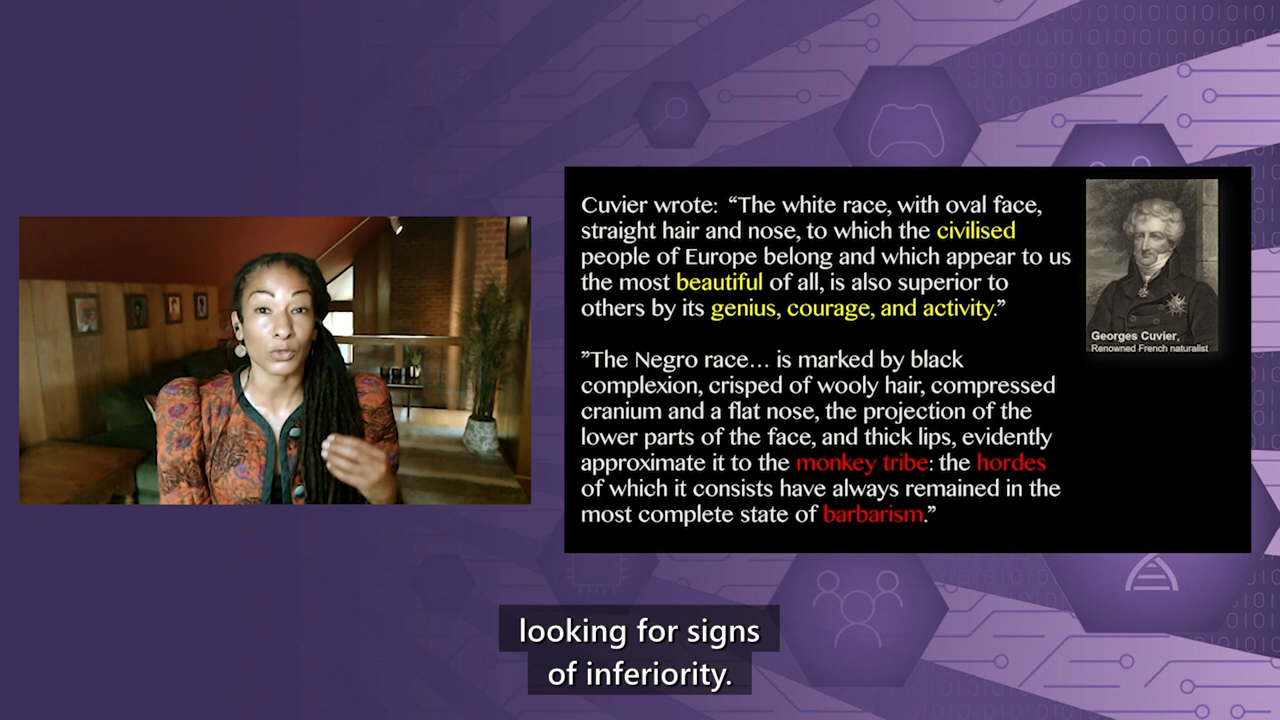 Cuvier wrote: “The white race, with oval face,
straight hair and nose, to which the civilised
people of Europe belong and which appear to us
the most beautiful of all, is also superior to
others by its genius, courage, and activity.”
”The Negro race... is marked by black
complexion, crisped of wooly hair, compressed
cranium and a flat nose, the projection of the
lower parts of the face, and thick lips, evidently
approximate it to the monkey tribe: the hordes
of which it consists have always remained in the
most complete state of barbarism.”
Georges Cuvier,
Renowned French naturalist
looking for signs
of inferiority.